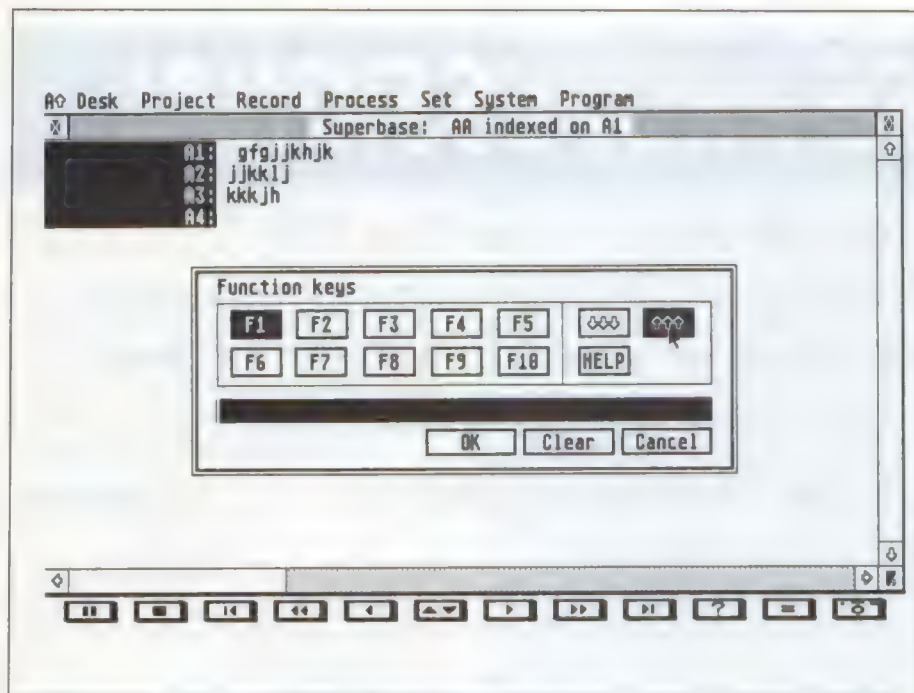 A⇧ Desk Project Record Process Set System Program
Superbase: AA indexed on A1
A1: gfgjjkhjk
A2: jjkklj
A3: kkkjh
A4:
Function keys
F1 F2 F3 F4 F5 ⇩⇩⇩ ⇧⇧⇧
F6 F7 F8 F9 F10 HELP
OK Clear Cancel
? =